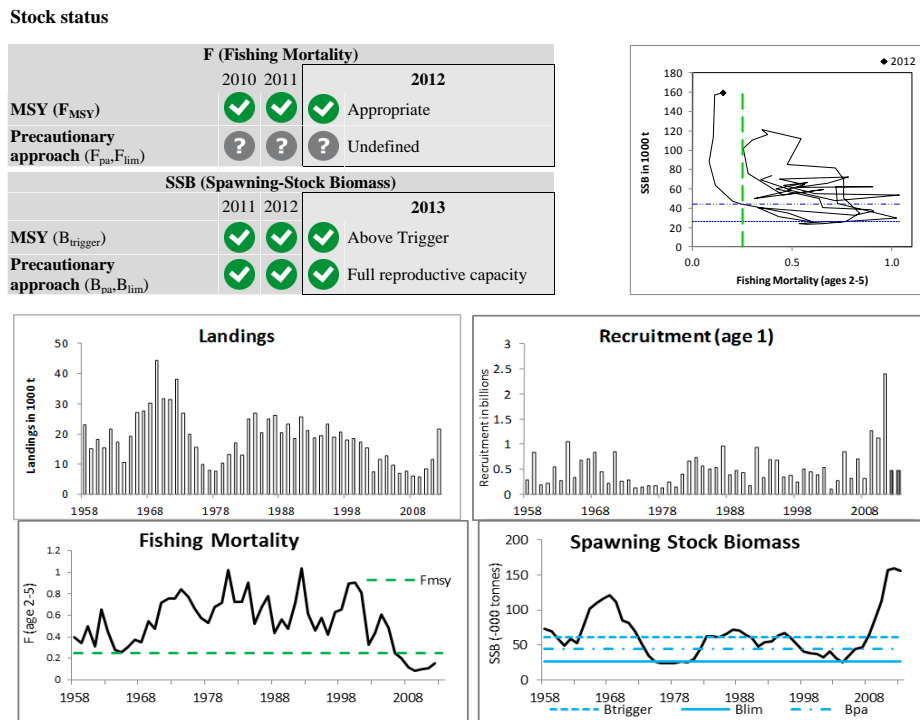 Stock status
F (Fishing Mortality)
2010 2011 2012
MSY (FMSY) Appropriate
Precautionary
approach (Fpa,Flim) ? ? ? Undefined
SSB (Spawning-Stock Biomass)
2011 2012 2013
MSY (Btrigger) Above Trigger
Precautionary
approach (Bpa,Blim) Full reproductive capacity
2012
180
160
140
120
100
80
60
40
20
0
SSB in 1000 t
0.0 0.5 1.0
Fishing Mortality (ages 2-5)
Landings
50
40
30
20
10
0
Landings in 1000 t
1958 1968 1978 1988 1998 2008
Recruitment (age 1)
3
2.5
2
1.5
1
0.5
0
Recruitment in billions
1958 1968 1978 1988 1998 2008
Fishing Mortality
1.2
1
0.8
0.6
0.4
0.2
0
F (age 2-5)
Fmsy
1958 1968 1978 1988 1998 2008
Spawning Stock Biomass
200
150
100
50
0
SSB (-000 tonnes)
1958 1968 1978 1988 1998 2008
Btrigger Blim Bpa